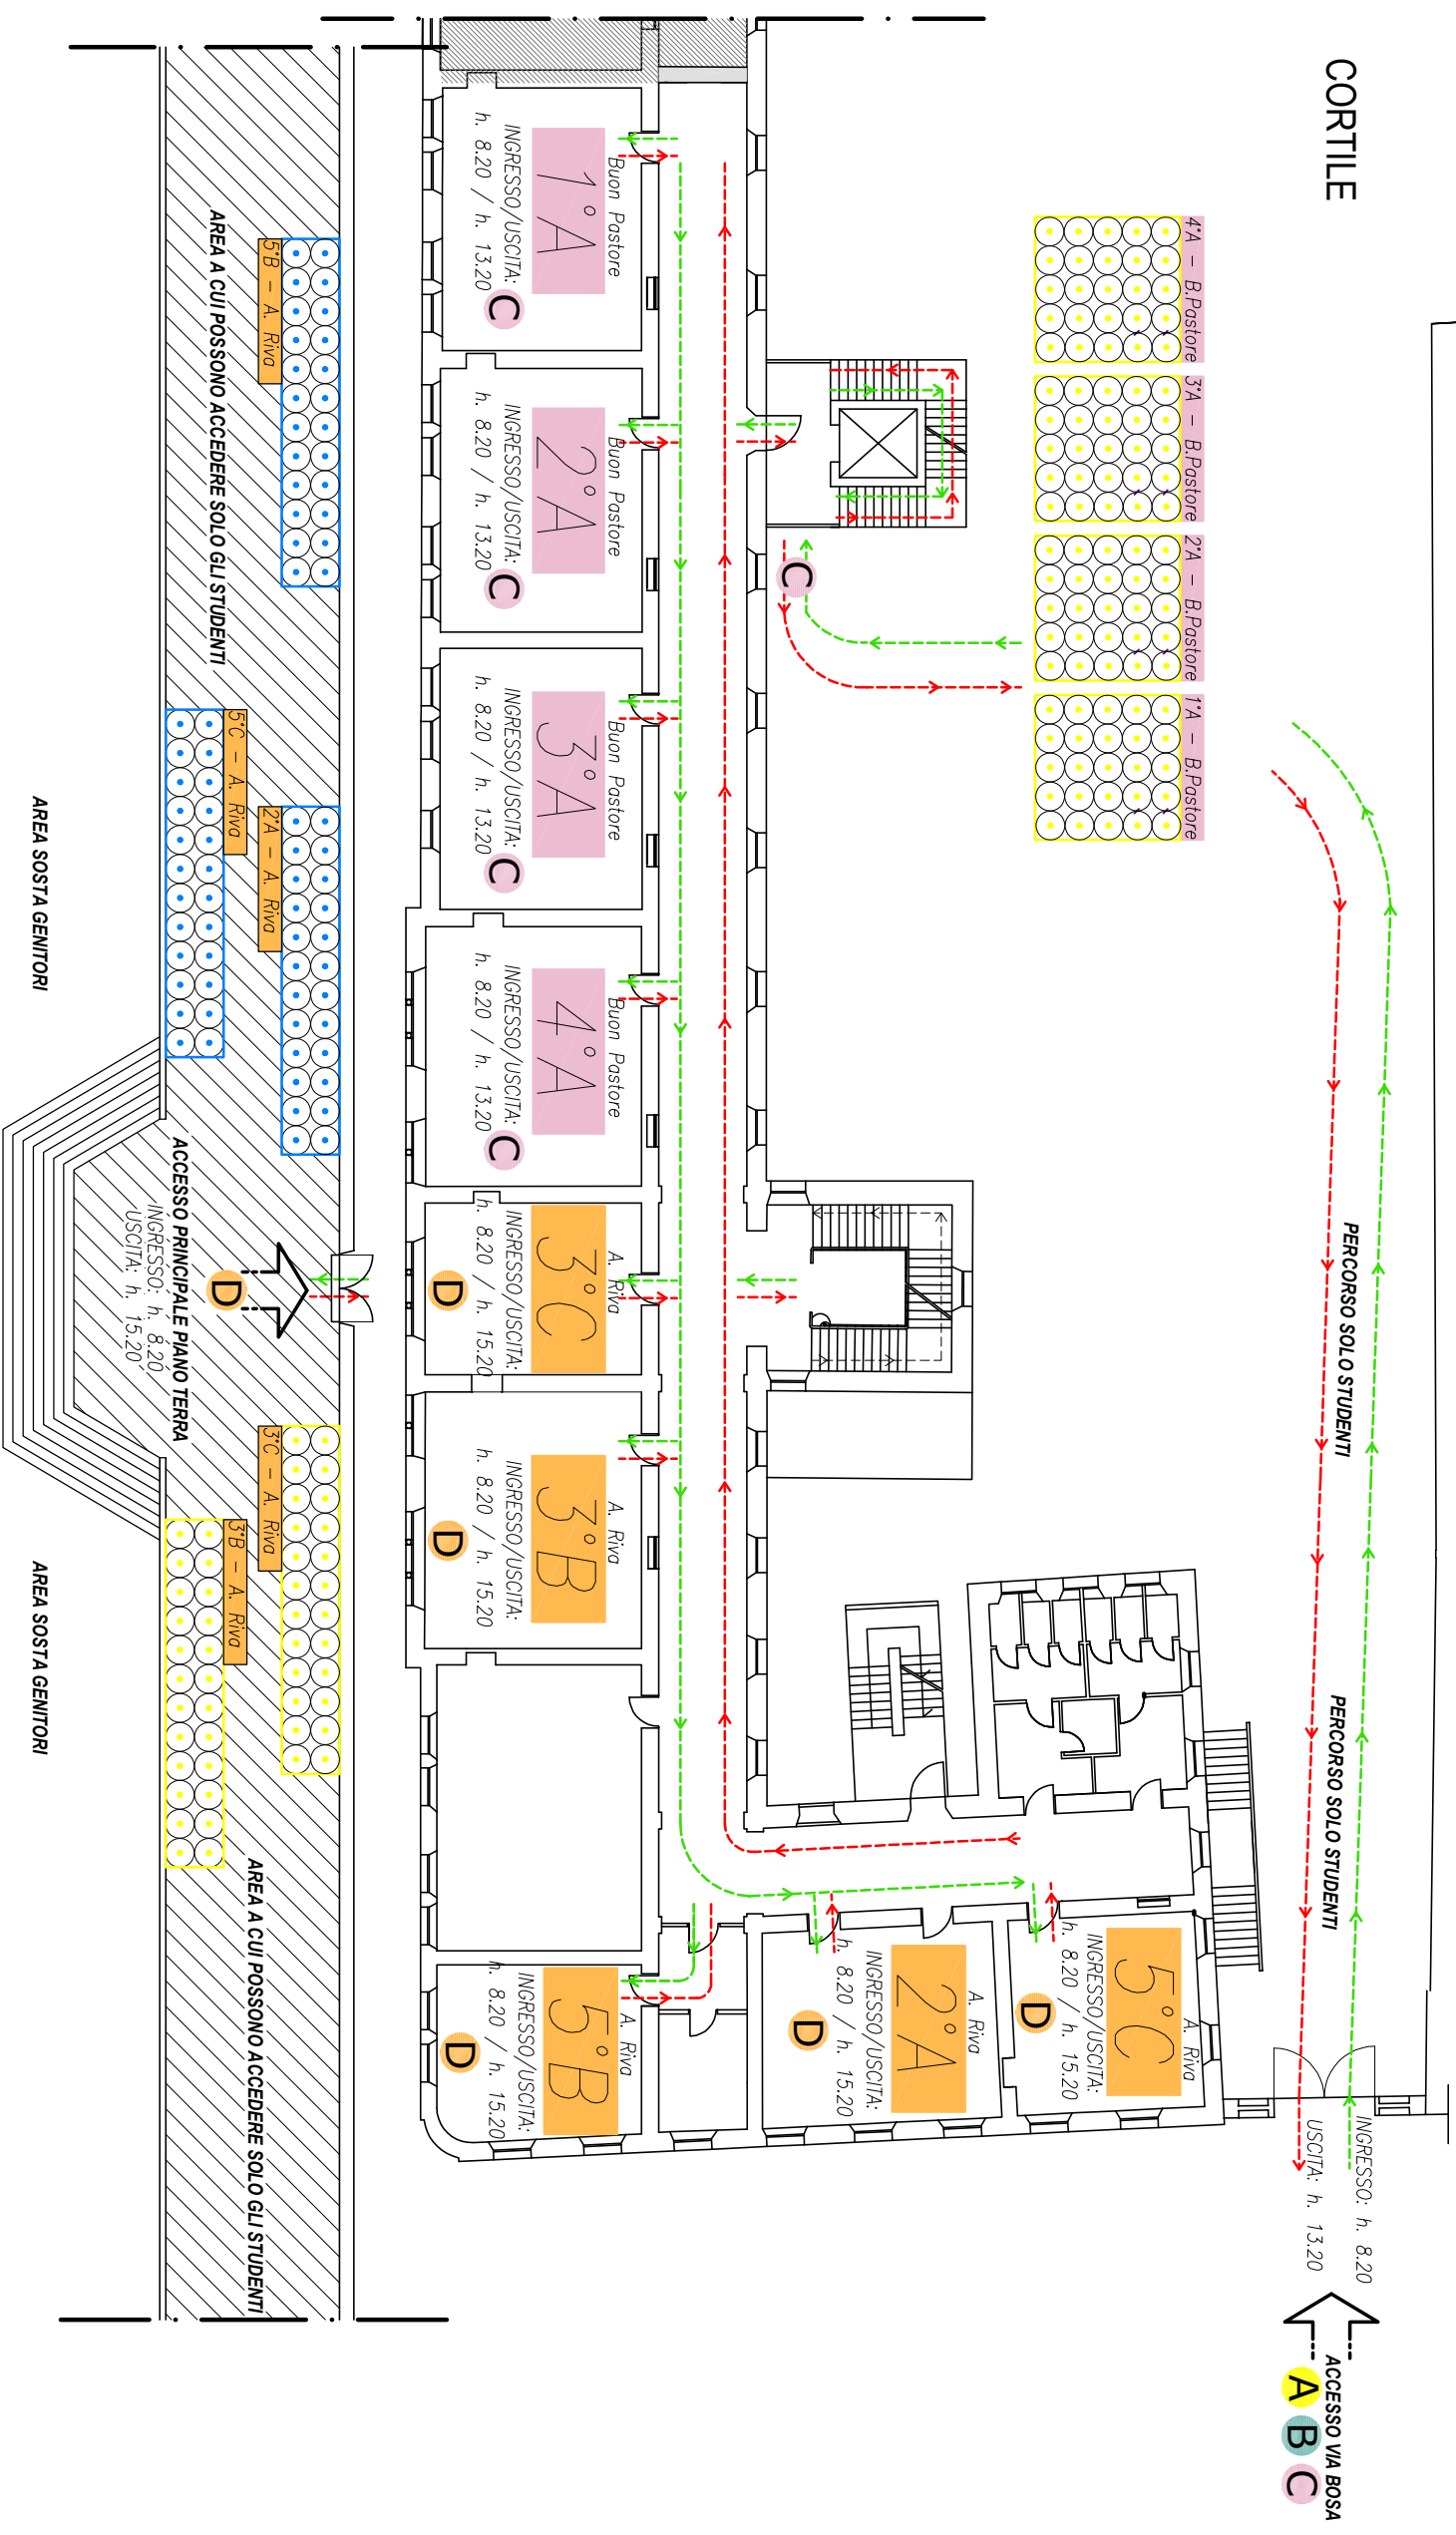 CORTILE
4°A - B.Pastore
3°A - B.Pastore
2°A - B.Pastore
1°A - B.Pastore
PERCORSO SOLO STUDENTI
PERCORSO SOLO STUDENTI
INGRESSO: h. 8.20
USCITA: h. 13.20
ACCESSO VIA BOSA
A B C
C
Buon Pastore
1°A
INGRESSO/USCITA:
h. 8.20 / h. 13.20
C
Buon Pastore
2°A
INGRESSO/USCITA:
h. 8.20 / h. 13.20
C
Buon Pastore
3°A
INGRESSO/USCITA:
h. 8.20 / h. 13.20
C
Buon Pastore
4°A
INGRESSO/USCITA:
h. 8.20 / h. 13.20
C
A. Riva
3°C
INGRESSO/USCITA:
h. 8.20 / h. 15.20
D
A. Riva
3°B
INGRESSO/USCITA:
h. 8.20 / h. 15.20
D
A. Riva
5°B
INGRESSO/USCITA:
h. 8.20 / h. 15.20
D
A. Riva
2°A
INGRESSO/USCITA:
h. 8.20 / h. 15.20
D
A. Riva
5°C
INGRESSO/USCITA:
h. 8.20 / h. 15.20
D
5°B - A. Riva
AREA A CUI POSSONO ACCEDERE SOLO GLI STUDENTI
5°C - A. Riva
2°A - A. Riva
D
ACCESSO PRINCIPALE PIANO TERRA
INGRESSO: h. 8.20
USCITA: h. 15.20
3°C - A. Riva
3°B - A. Riva
AREA A CUI POSSONO ACCEDERE SOLO GLI STUDENTI
AREA SOSTA GENITORI
AREA SOSTA GENITORI